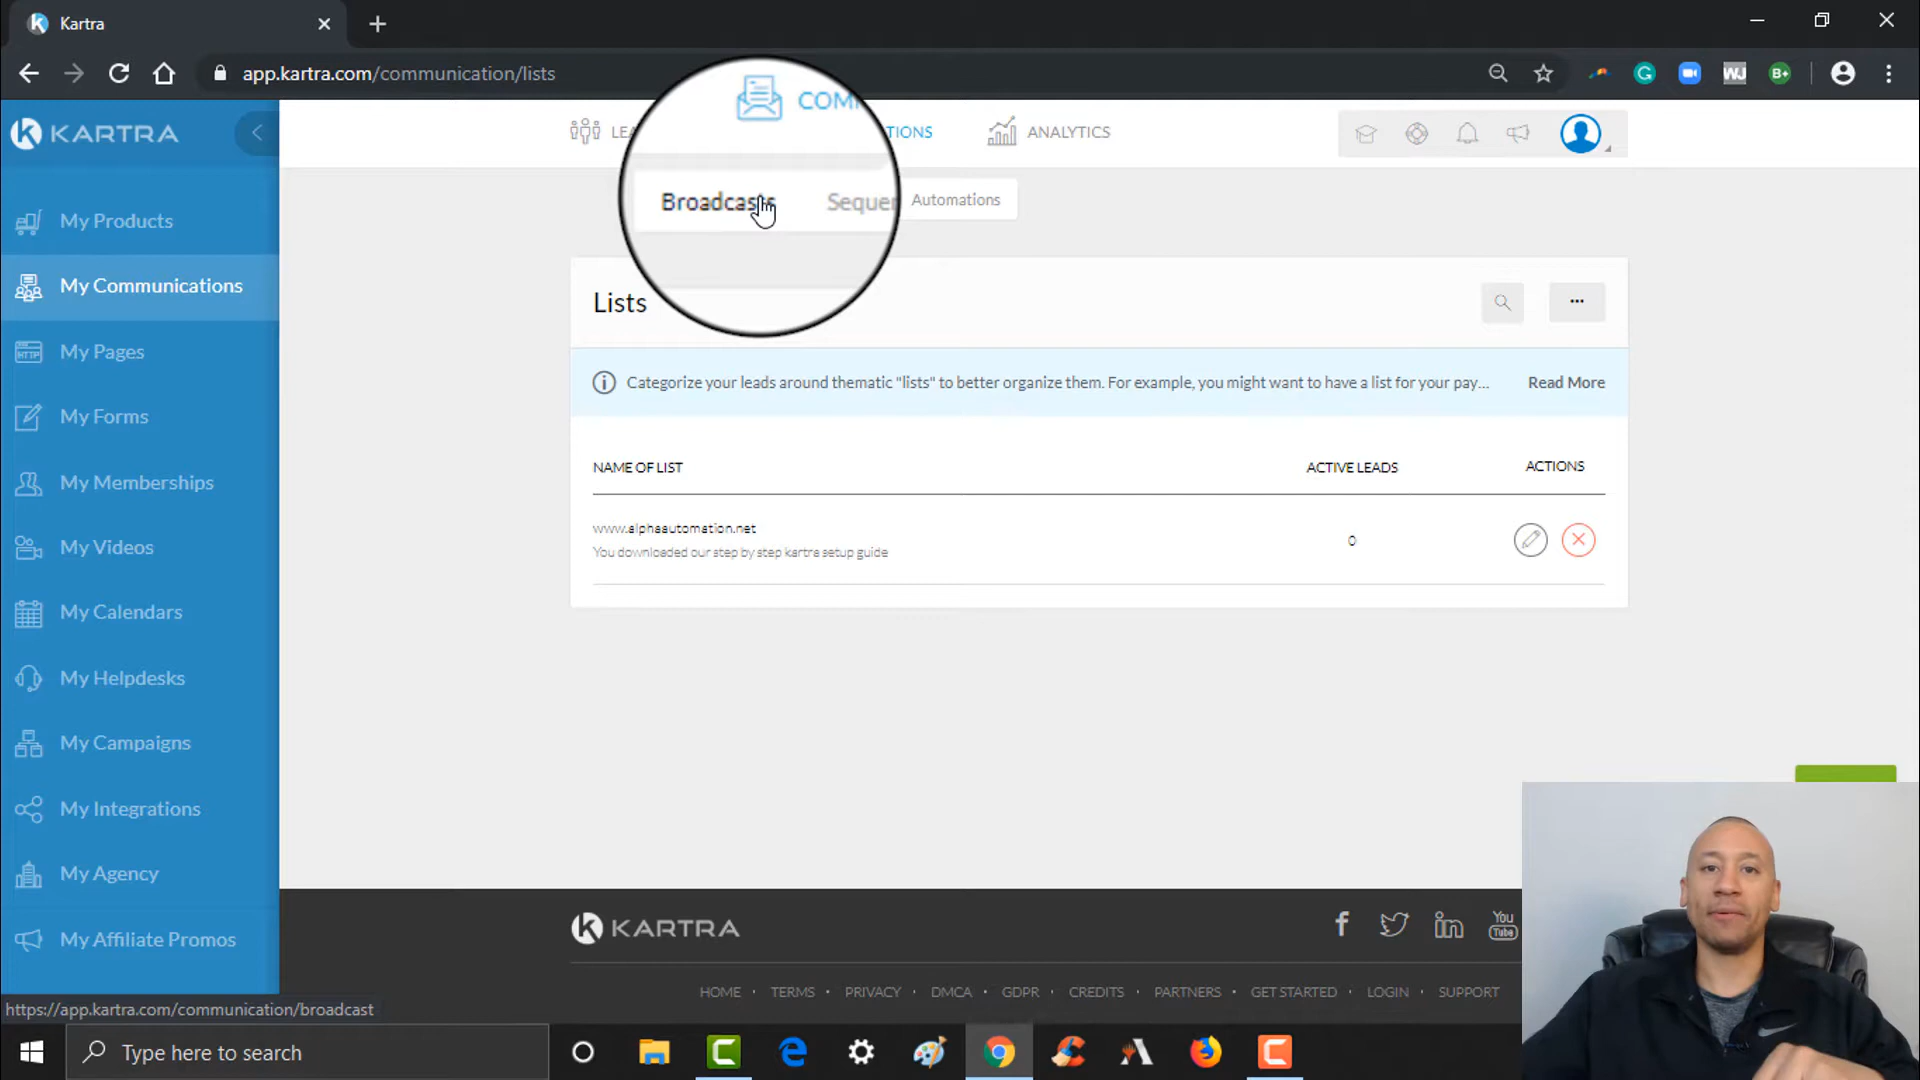 Kartra
app.kartra.com/communication/lists
KARTRA
COM
TIONS
ANALYTICS
Broadcasts
Automations
My Products
My Communications
My Pages
My Forms
My Memberships
My Videos
My Calendars
My Helpdesks
My Campaigns
My Integrations
My Agency
My Affiliate Promos
Lists
Categorize your leads around thematic "lists" to better organize them. For example, you might want to have a list for your pay... Read More
NAME OF LIST ACTIVE LEADS ACTIONS
www.alphaautomation.net
You downloaded our step by step kartra setup guide
0
KARTRA
You Tube
HOME • TERMS • PRIVACY • DMCA • GDPR • CREDITS • PARTNERS • GET STARTED • LOGIN • SUPPORT
https://app.kartra.com/communication/broadcast
Type here to search